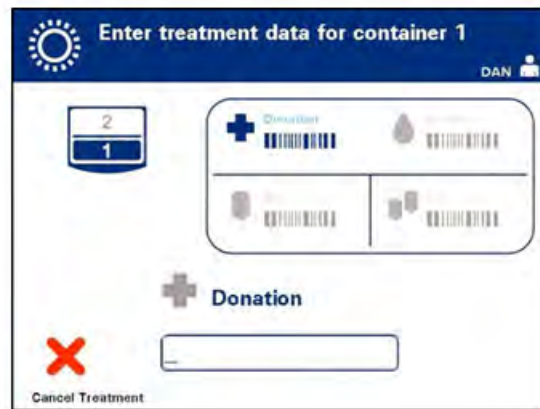 Enter treatment data for container 1
DAN
2
1
Donation
Donation
Cancel Treatment